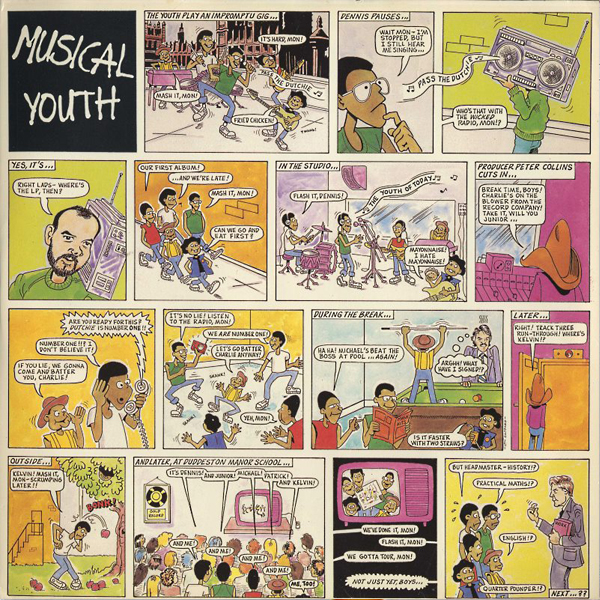 MUSICAL
YOUTH
THE YOUTH PLAY AN IMPROMPTU GIG...
IT'S HARD, MON!
PASS THE DUTCHIE
MASH IT, MON!
FRIED CHICKEN!
DENNIS PAUSES...
WAIT MON - I'M
STOPPED, BUT
I STILL HEAR
ME SINGING...
PASS THE DUTCHIE
WHO'S THAT WITH
THE WICKED
RADIO, MON!?
YES, IT'S...
RIGHT LADS - WHERE'S
THE LP, THEN?
OUR FIRST ALBUM!
...AND WE'RE LATE!
MASH IT, MON!
CAN WE GO AND
EAT FIRST?
IN THE STUDIO...
FLASH IT, DENNIS!
THE YOUTH OF TODAY
MAYONNAISE!
I HATE
MAYONNAISE!
PRODUCER PETER COLLINS
CUTS IN...
BREAK TIME, BOYS!
CHARLIE'S ON THE
BLOWER FROM THE
RECORD COMPANY!
TAKE IT, WILL YOU
JUNIOR...
ARE YOU READY FOR THIS?
DUTCHIE IS NUMBER ONE!!
NUMBER ONE!?! I
DON'T BELIEVE IT!
IF YOU LIE, WE GONNA
COME AND BATTER
YOU, CHARLIE!
IT'S NO LIE! LISTEN
TO THE RADIO, MON!
WE ARE NUMBER ONE!
LET'S GO BATTER
CHARLIE ANYWAY!
YEH, MON!
DURING THE BREAK...
HA HA! MICHAEL'S BEAT THE
BOSS AT POOL ...AGAIN!
ARGHH! WHAT
HAVE I SIGNED!?
IS IT FASTER
WITH TWO STRAWS?
LATER...
RIGHT! TRACK THREE
RUN-THROUGH! WHERE'S
KELVIN!?
OUTSIDE...
KELVIN! MASH IT,
MON - SCRUMPING
LATER!!
BONK!
AND LATER, AT DUDDESTON MANOR SCHOOL...
IT'S DENNIS!
AND JUNIOR!
MICHAEL!
PATRICK!
AND KELVIN!
GOLD
RECORD
AND ME!
AND ME!
AND ME!
AND ME!
AND ME!
ME, TOO!
WE'VE DONE IT, MON!
FLASH IT, MON!
WE GOTTA TOUR, MON!
NOT JUST YET, BOYS...
BUT HEADMASTER - HISTORY!?
PRACTICAL MATHS!?
ENGLISH!?
QUARTER POUNDER!?
NEXT...??